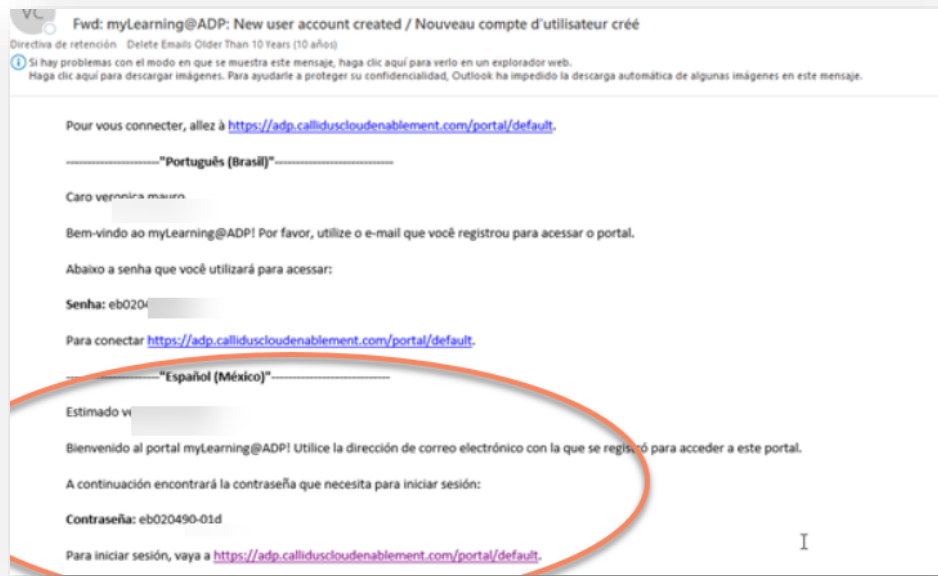 VC
Fwd: myLearning@ADP: New user account created / Nouveau compte d'utilisateur créé
Directiva de retención Delete Emails Older Than 10 Years (10 años)
Si hay problemas con el modo en que se muestra este mensaje, haga clic aquí para verlo en un explorador web.
Haga clic aquí para descargar imágenes. Para ayudarle a proteger su confidencialidad, Outlook ha impedido la descarga automática de algunas imágenes en este mensaje.
Pour vous connecter, allez à https://adp.calliduscloudenablement.com/portal/default.
----------------------"Português (Brasil)"----------------------------
Caro veronica mauro
Bem-vindo ao myLearning@ADP! Por favor, utilize o e-mail que você registrou para acessar o portal.
Abaixo a senha que você utilizará para acessar:
Senha: eb020
Para conectar https://adp.calliduscloudenablement.com/portal/default.
----------------------"Español (México)"----------------------------
Estimado
Bienvenido al portal myLearning@ADP! Utilice la dirección de correo electrónico con la que se registró para acceder a este portal.
A continuación encontrará la contraseña que necesita para iniciar sesión:
Contraseña: eb020490-01d
Para iniciar sesión, vaya a https://adp.calliduscloudenablement.com/portal/default.